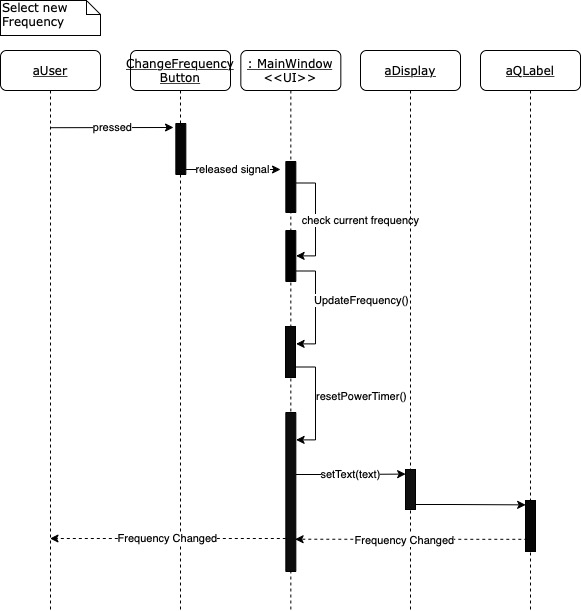 Select new
Frequency
aUser
ChangeFrequency
Button
: MainWindow
<<UI>>
aDisplay
aQLabel
pressed
released signal
check current frequency
UpdateFrequency()
resetPowerTimer()
setText(text)
Frequency Changed
Frequency Changed